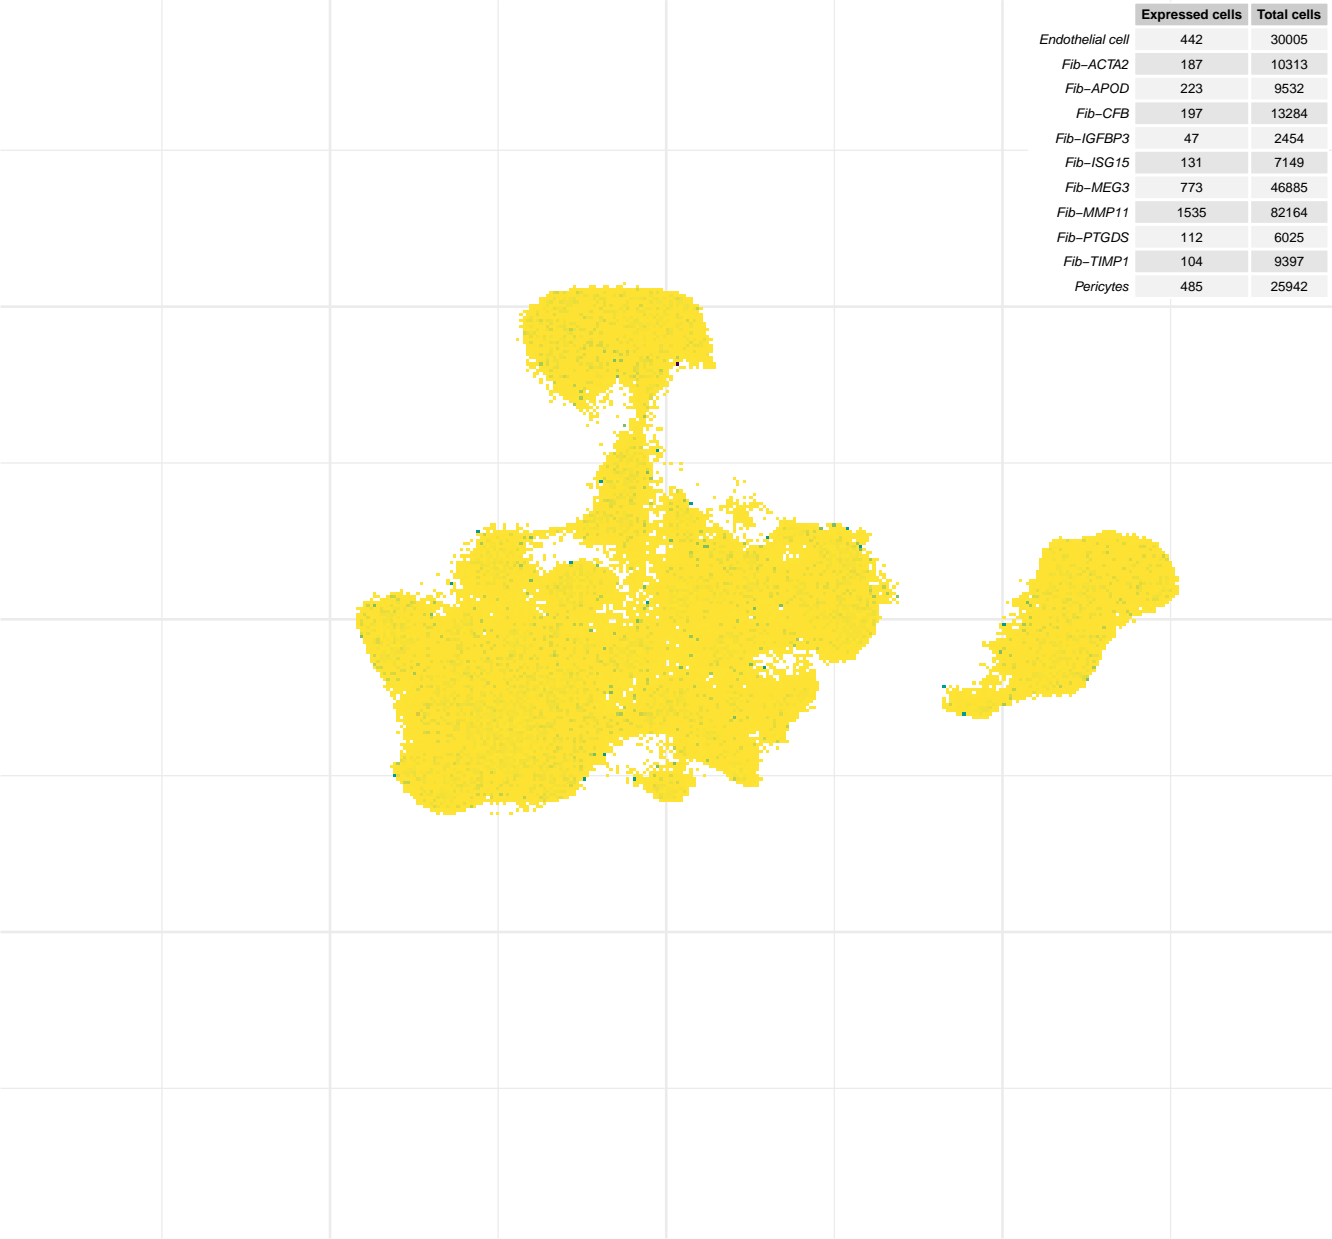 Expressed cells Total cells
Endothelial cell 442 30005
Fib−ACTA2 187 10313
Fib−APOD 223 9532
Fib−CFB 197 13284
Fib−IGFBP3 47 2454
Fib−ISG15 131 7149
Fib−MEG3 773 46885
Fib−MMP11 1535 82164
Fib−PTGDS 112 6025
Fib−TIMP1 104 9397
Pericytes 485 25942